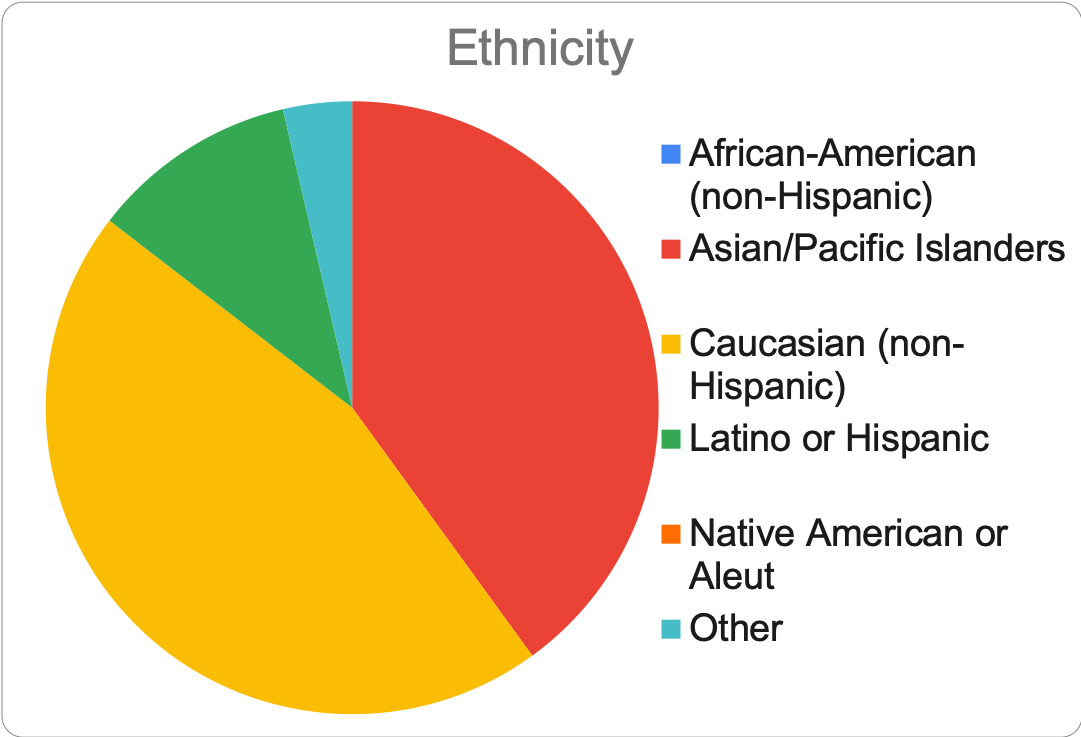 Ethnicity
African-American
(non-Hispanic)
Asian/Pacific Islanders
Caucasian (non-
Hispanic)
Latino or Hispanic
Native American or
Aleut
Other